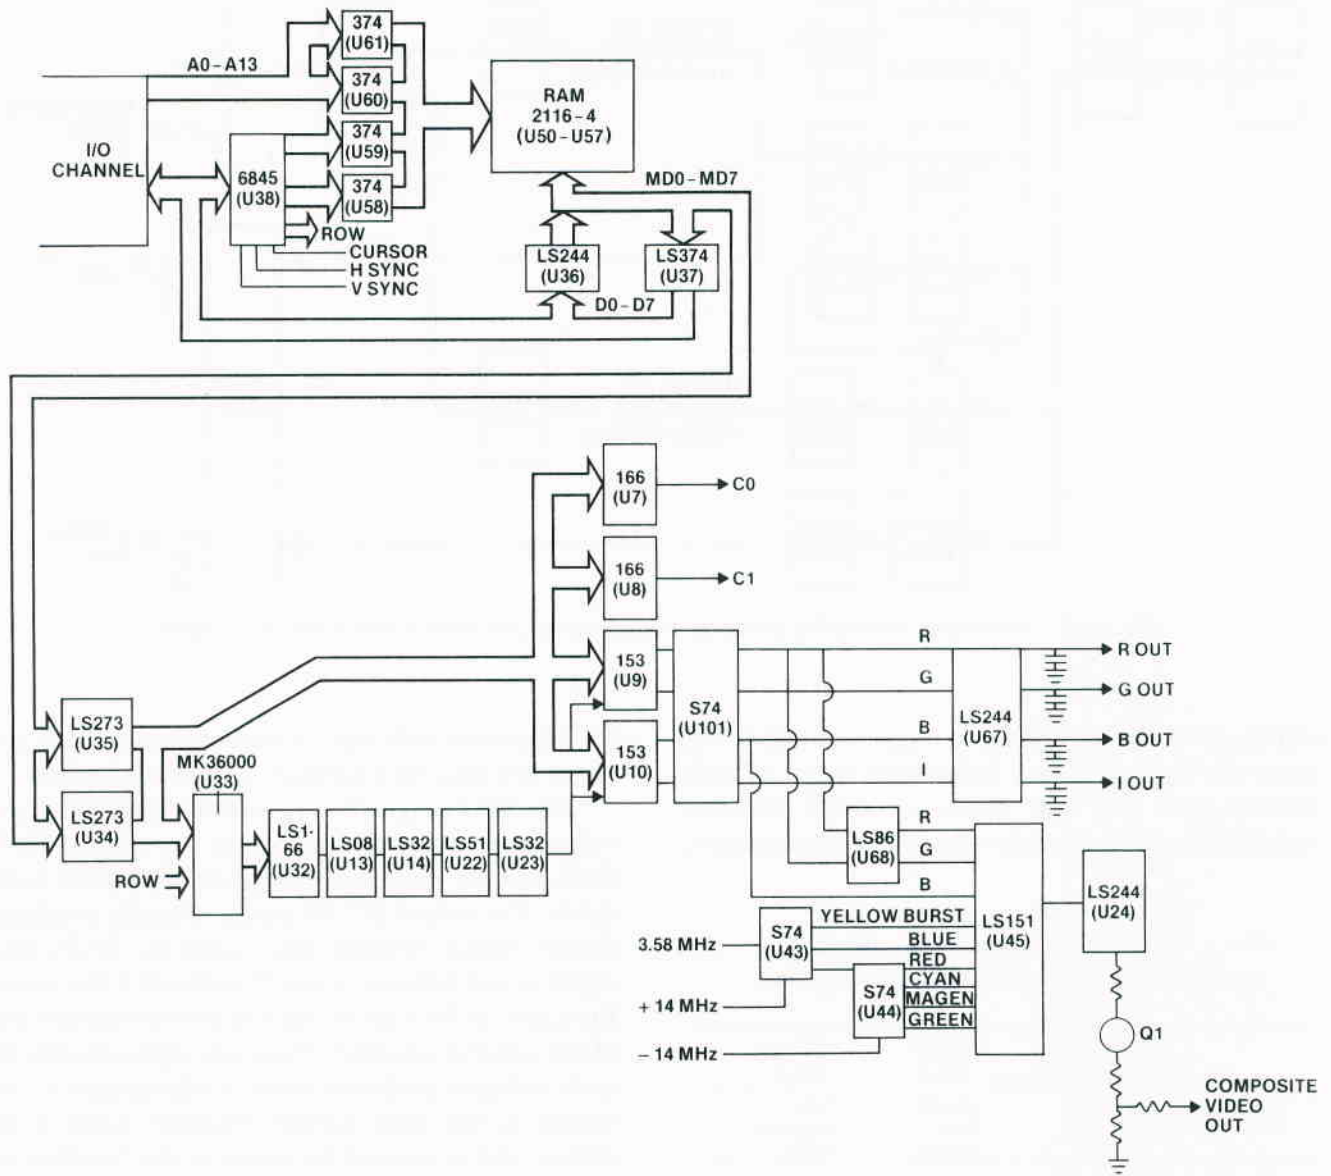 374
(U61)
A0-A13
374
(U60)
RAM
2116-4
(U50-U57)
374
(U59)
I/O
CHANNEL
6845
(U38)
374
(U58)
MD0-MD7
ROW
CURSOR
H SYNC
V SYNC
LS244
(U36)
LS374
(U37)
D0-D7
166
(U7)
C0
166
(U8)
C1
153
(U9)
S74
(U101)
R
G
B
I
LS244
(U67)
R OUT
G OUT
B OUT
I OUT
LS273
(U35)
153
(U10)
MK36000
(U33)
LS273
(U34)
ROW
LS1-
66
(U32)
LS08
(U13)
LS32
(U14)
LS51
(U22)
LS32
(U23)
LS86
(U68)
R
G
B
LS151
(U45)
LS244
(U24)
3.58 MHz
S74
(U43)
YELLOW BURST
BLUE
RED
CYAN
MAGEN
GREEN
+ 14 MHz
S74
(U44)
- 14 MHz
Q1
COMPOSITE
VIDEO
OUT